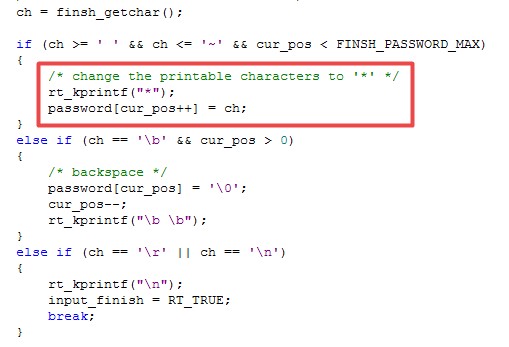 ch = finsh_getchar();
if (ch >= ' ' && ch <= '~' && cur_pos < FINSH_PASSWORD_MAX)
{
/* change the printable characters to '*' */
rt_kprintf("*");
password[cur_pos++] = ch;
}
else if (ch == '\b' && cur_pos > 0)
{
/* backspace */
password[cur_pos] = '\0';
cur_pos--;
rt_kprintf("\b \b");
}
else if (ch == '\r' || ch == '\n')
{
rt_kprintf("\n");
input_finish = RT_TRUE;
break;
}